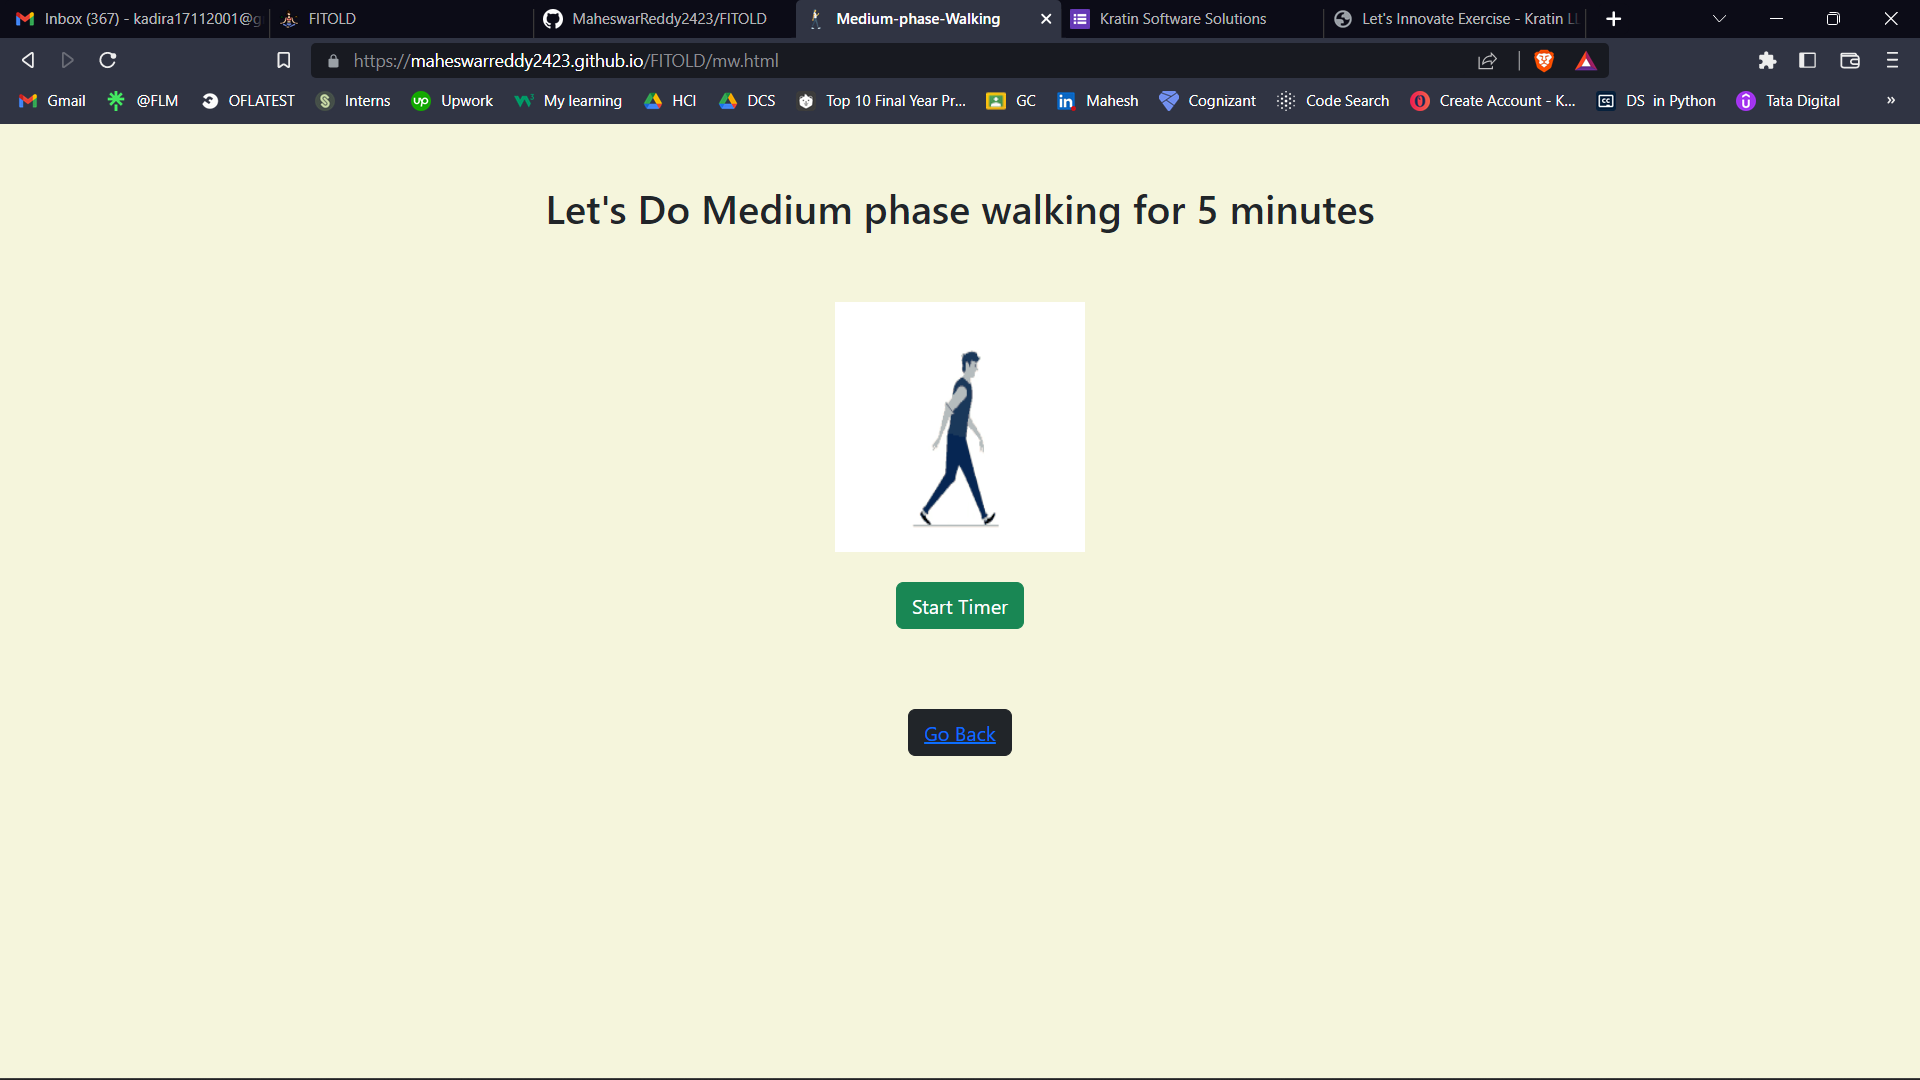 Inbox (367) - kadira17112001@g
FITOLD
MaheswarReddy2423/FITOLD
Medium-phase-Walking
Kratin Software Solutions
Let's Innovate Exercise - Kratin LL
https://maheswarreddy2423.github.io/FITOLD/mw.html
Gmail
@FLM
OFLATEST
Interns
up Upwork
My learning
HCI
DCS
Top 10 Final Year Pr...
GC
in Mahesh
Cognizant
Code Search
Create Account - K...
CC DS in Python
Tata Digital
»
Let's Do Medium phase walking for 5 minutes
Start Timer
Go Back